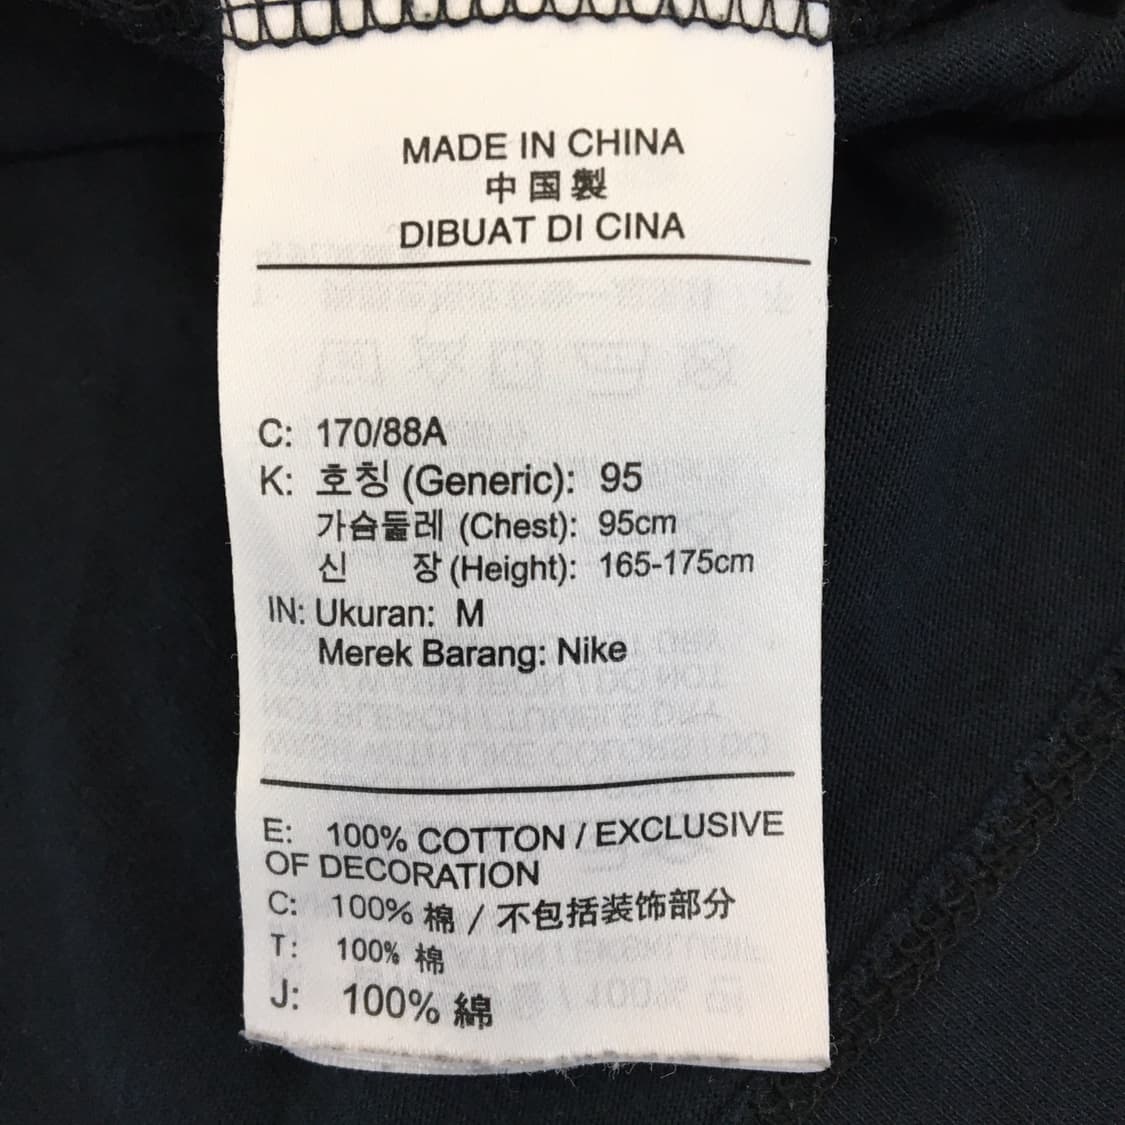 MADE IN CHINA
中国製
DIBUAT DI CINA
C: 170/88A
K: 호칭 (Generic): 95
가슴둘레 (Chest): 95cm
신 장 (Height): 165-175cm
IN: Ukuran: M
Merek Barang: Nike
E: 100% COTTON / EXCLUSIVE
OF DECORATION
C: 100% 棉 / 不包括装饰部分
T: 100% 棉
J: 100% 綿